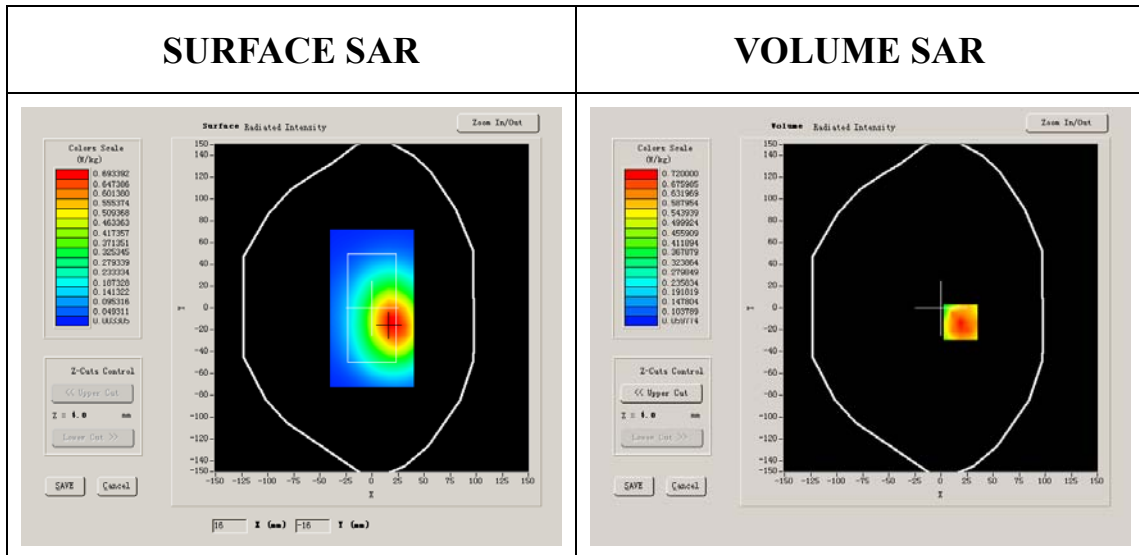 SURFACE SAR
VOLUME SAR
Surface Radiated Intensity
Zoom In/Out
Colors Scale
(W/kg)
0.693392
0.647386
0.601380
0.555374
0.509368
0.463363
0.417357
0.371351
0.325345
0.279339
0.233334
0.187328
0.141322
0.095316
0.049311
0.003305
150
140
120
100
80
60
40
20
0
-20
-40
-60
-80
-100
-120
-140
-150
Y
-150 -125 -100 -75 -50 -25 0 25 50 75 100 125 150
X
Z-Cuts Control
<< Upper Cut
Z = 4.0 mm
Lower Cut >>
SAVE
Cancel
16 X (mm) -16 Y (mm)
Volume Radiated Intensity
Zoom In/Out
Colors Scale
(W/kg)
0.720000
0.675985
0.631969
0.587954
0.543939
0.499924
0.455909
0.411894
0.367879
0.323864
0.279849
0.235834
0.191819
0.147804
0.103789
0.059774
150
140
120
100
80
60
40
20
0
-20
-40
-60
-80
-100
-120
-140
-150
Y
-150 -125 -100 -75 -50 -25 0 25 50 75 100 125 150
X
Z-Cuts Control
<< Upper Cut
Z = 4.0 mm
Lower Cut >>
SAVE
Cancel